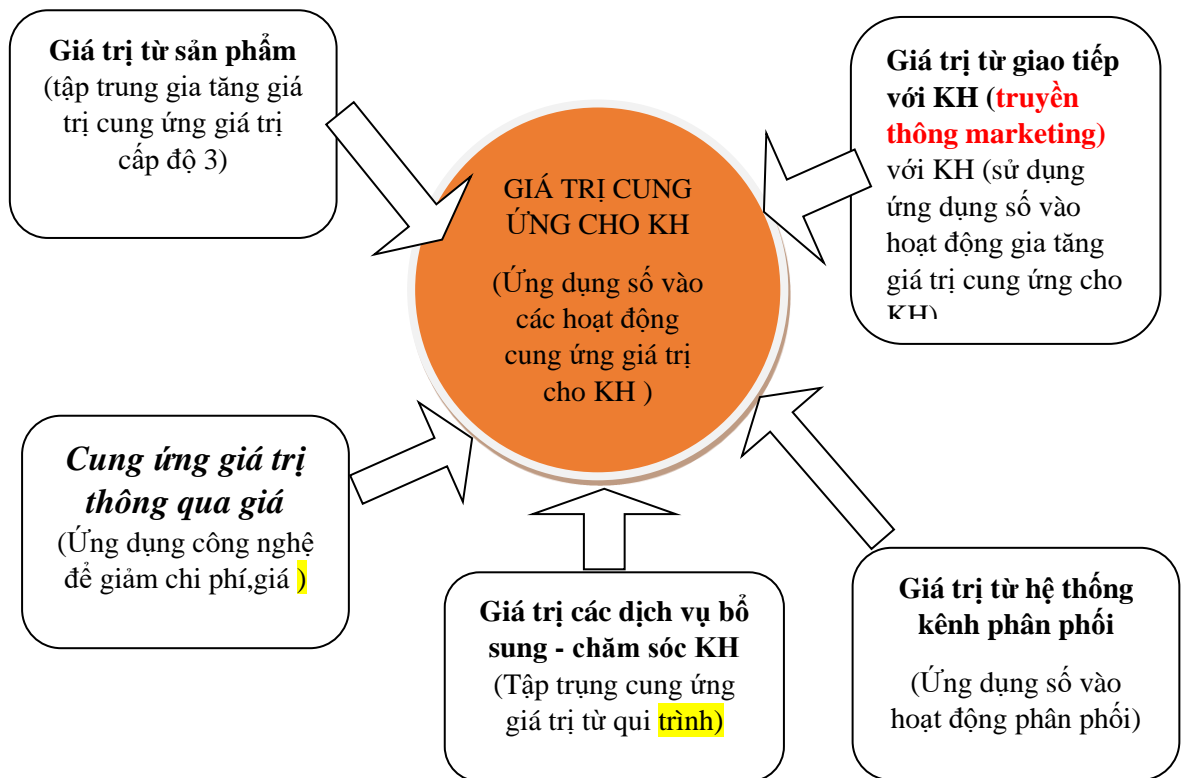 Giá trị từ sản phẩm
(tập trung gia tăng giá
trị cung ứng giá trị
cấp độ 3)
Giá trị từ giao tiếp
với KH (truyền
thông marketing)
với KH (sử dụng
ứng dụng số vào
hoạt động gia tăng
giá trị cung ứng cho
KH)
GIÁ TRỊ CUNG
ỨNG CHO KH
(Ứng dụng số vào
các hoạt động
cung ứng giá trị
cho KH )
Cung ứng giá trị
thông qua giá
(Ứng dụng công nghệ
để giảm chi phí,giá )
Giá trị các dịch vụ bổ
sung - chăm sóc KH
(Tập trụng cung ứng
giá trị từ qui trình)
Giá trị từ hệ thống
kênh phân phối
(Ứng dụng số vào
hoạt động phân phối)